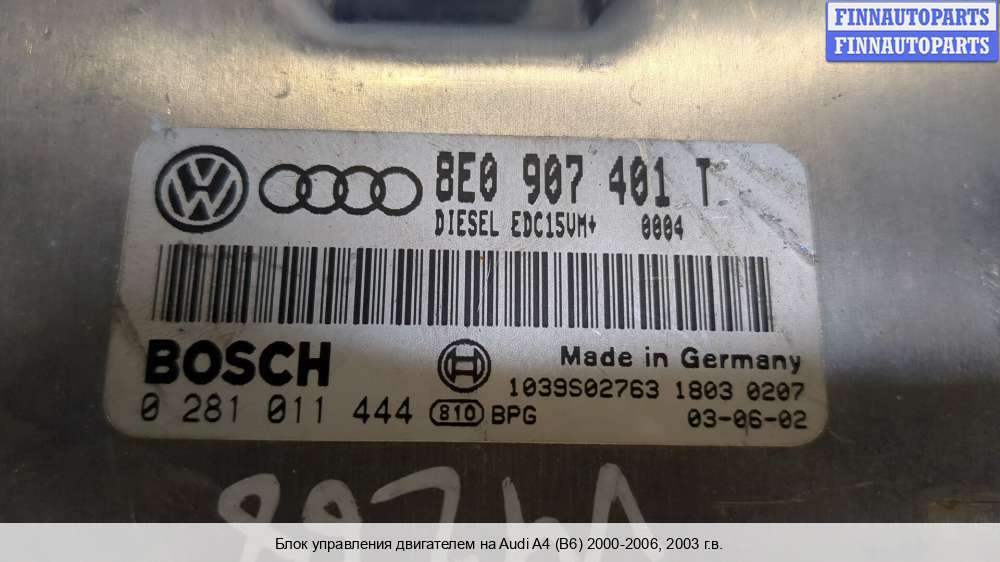 FINNAUTOPARTS
FINNAUTOPARTS
8E0 907 401 T
DIESEL EDC15VM+ 0004
BOSCH
Made in Germany
1039S02763 1803 0207
0 281 011 444 810 BPG 03-06-02
Блок управления двигателем на Audi A4 (B6) 2000-2006, 2003 г.в.